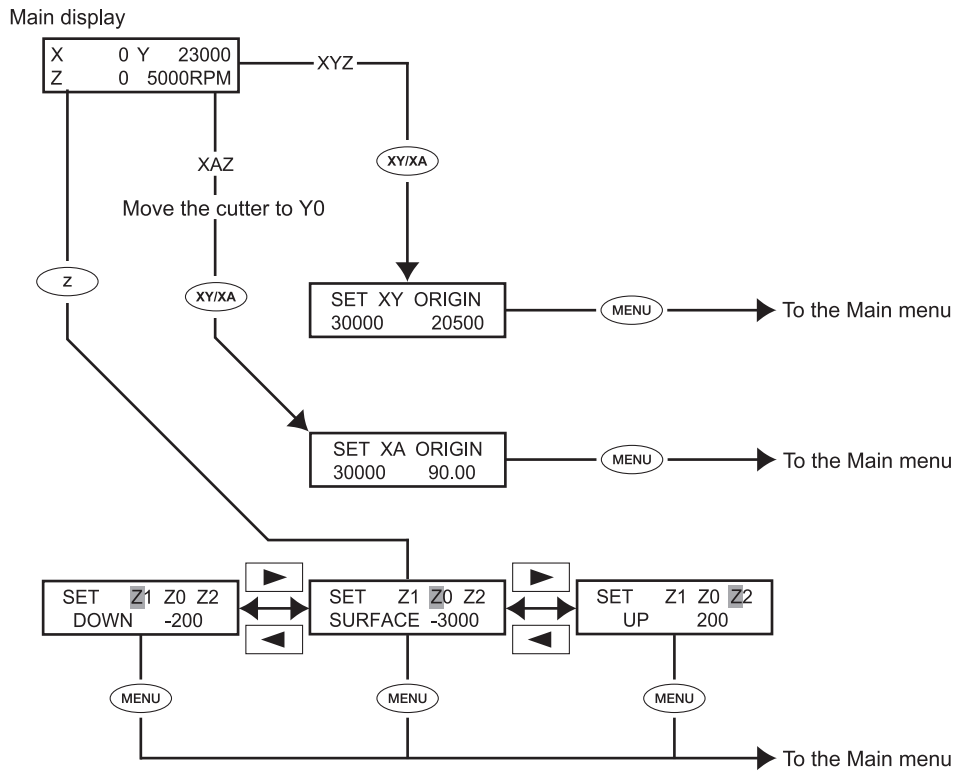 Main display
X 0 Y 23000
Z 0 5000RPM
XYZ
XY/XA
XAZ
Move the cutter to Y0
Z
XY/XA
SET XY ORIGIN
30000 20500
MENU
To the Main menu
SET XA ORIGIN
30000 90.00
MENU
To the Main menu
SET Z1 Z0 Z2
DOWN -200
SET Z1 Z0 Z2
SURFACE -3000
SET Z1 Z0 Z2
UP 200
MENU
MENU
MENU
To the Main menu